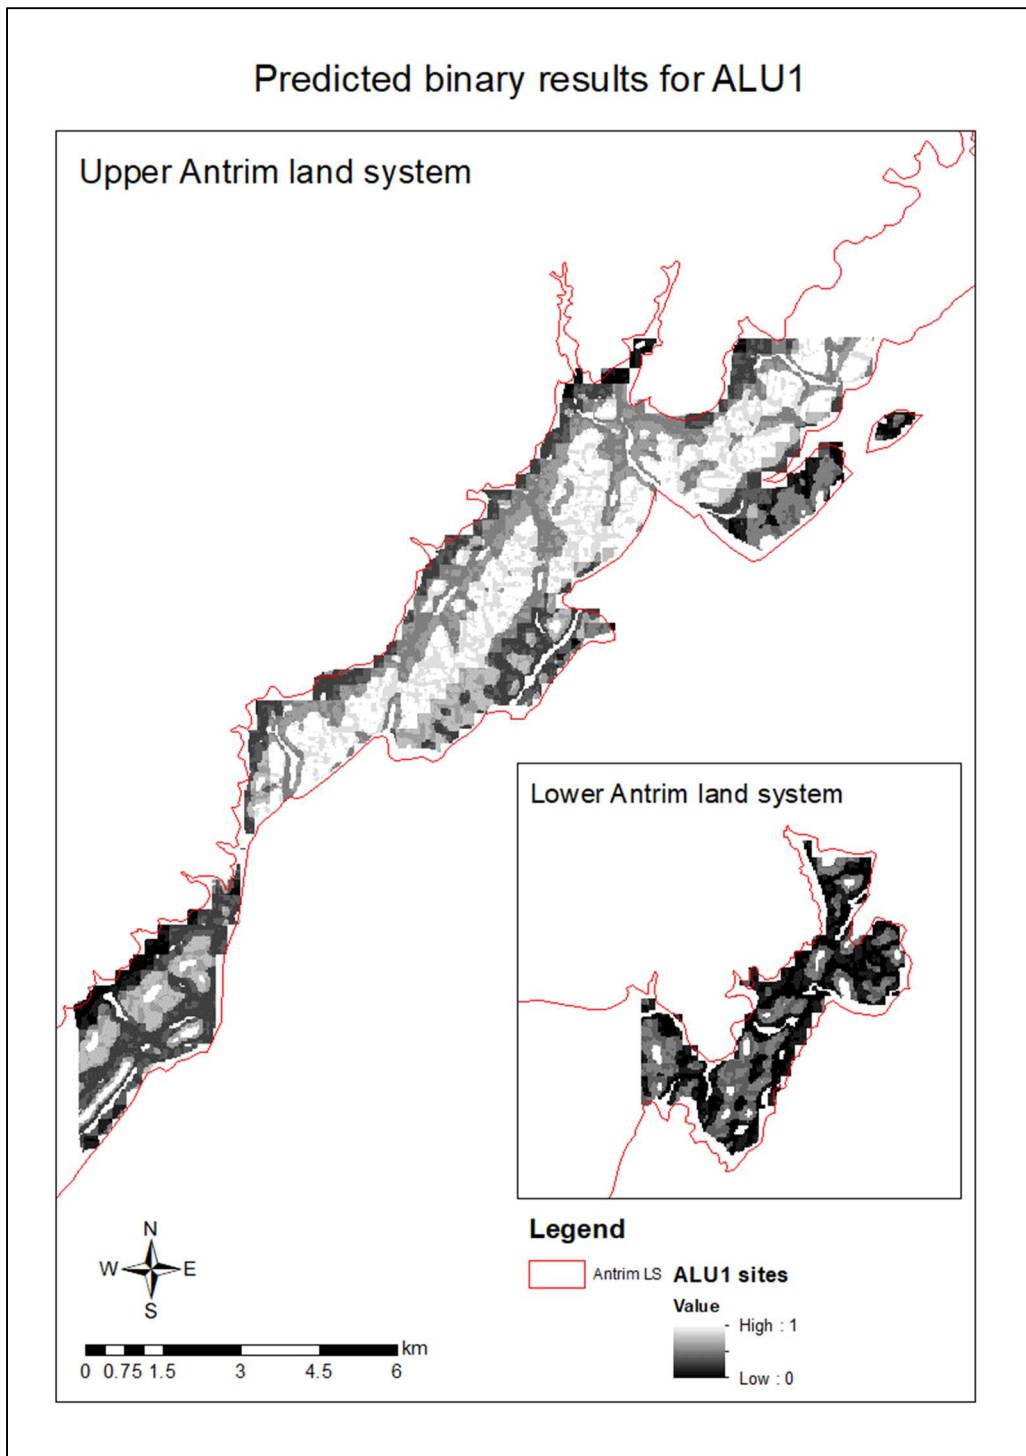 Predicted binary results for ALU1
Upper Antrim land system
Lower Antrim land system
N
W E
S
km
0 0.75 1.5 3 4.5 6
Legend
Antrim LS
ALU1 sites
Value
High : 1
Low : 0